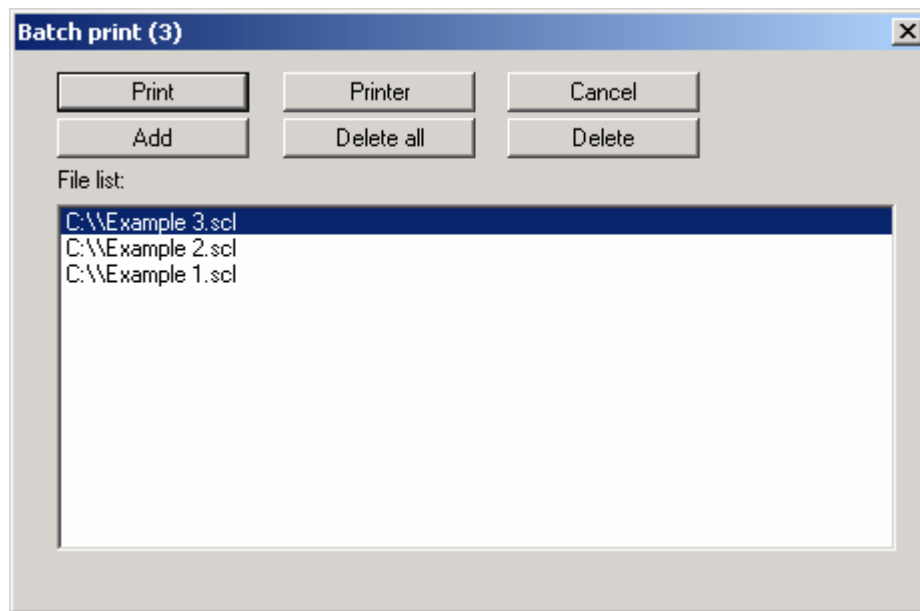 Batch print (3)
Print Printer Cancel
Add Delete all Delete
File list:
C:\\Example 3.scl
C:\\Example 2.scl
C:\\Example 1.scl